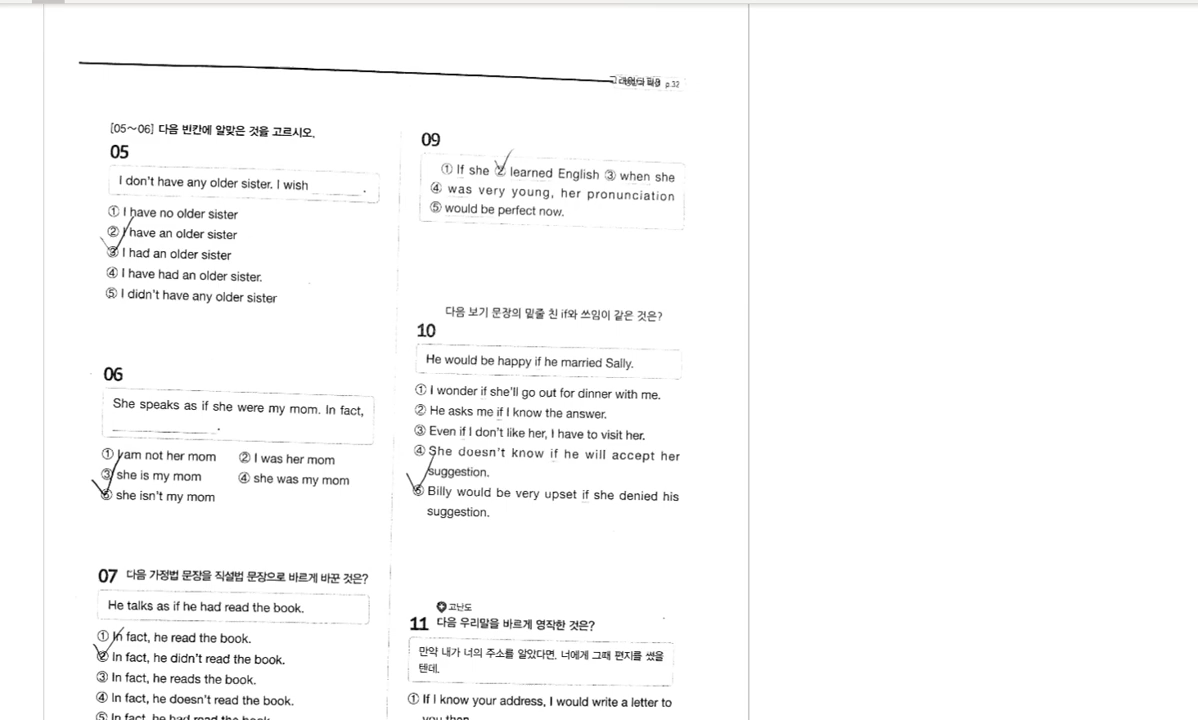 p.32
[05~06] 다음 빈칸에 알맞은 것을 고르시오.
05
I don't have any older sister. I wish ______ .
① I have no older sister
② I have an older sister
③ I had an older sister
④ I have had an older sister.
⑤ I didn't have any older sister
06
She speaks as if she were my mom. In fact,
______________ .
① I am not her mom ② I was her mom
③ she is my mom ④ she was my mom
⑤ she isn't my mom
07 다음 가정법 문장을 직설법 문장으로 바르게 바꾼 것은?
He talks as if he had read the book.
① In fact, he read the book.
② In fact, he didn't read the book.
③ In fact, he reads the book.
④ In fact, he doesn't read the book.
⑤ In fact, he had read the book.
09
① If she ② learned English ③ when she
④ was very young, her pronunciation
⑤ would be perfect now.
다음 보기 문장의 밑줄 친 if와 쓰임이 같은 것은?
10
He would be happy if he married Sally.
① I wonder if she'll go out for dinner with me.
② He asks me if I know the answer.
③ Even if I don't like her, I have to visit her.
④ She doesn't know if he will accept her
suggestion.
⑤ Billy would be very upset if she denied his
suggestion.
고난도
11 다음 우리말을 바르게 영작한 것은?
만약 내가 너의 주소를 알았다면, 너에게 그때 편지를 썼을
텐데.
① If I know your address, I would write a letter to
you then.